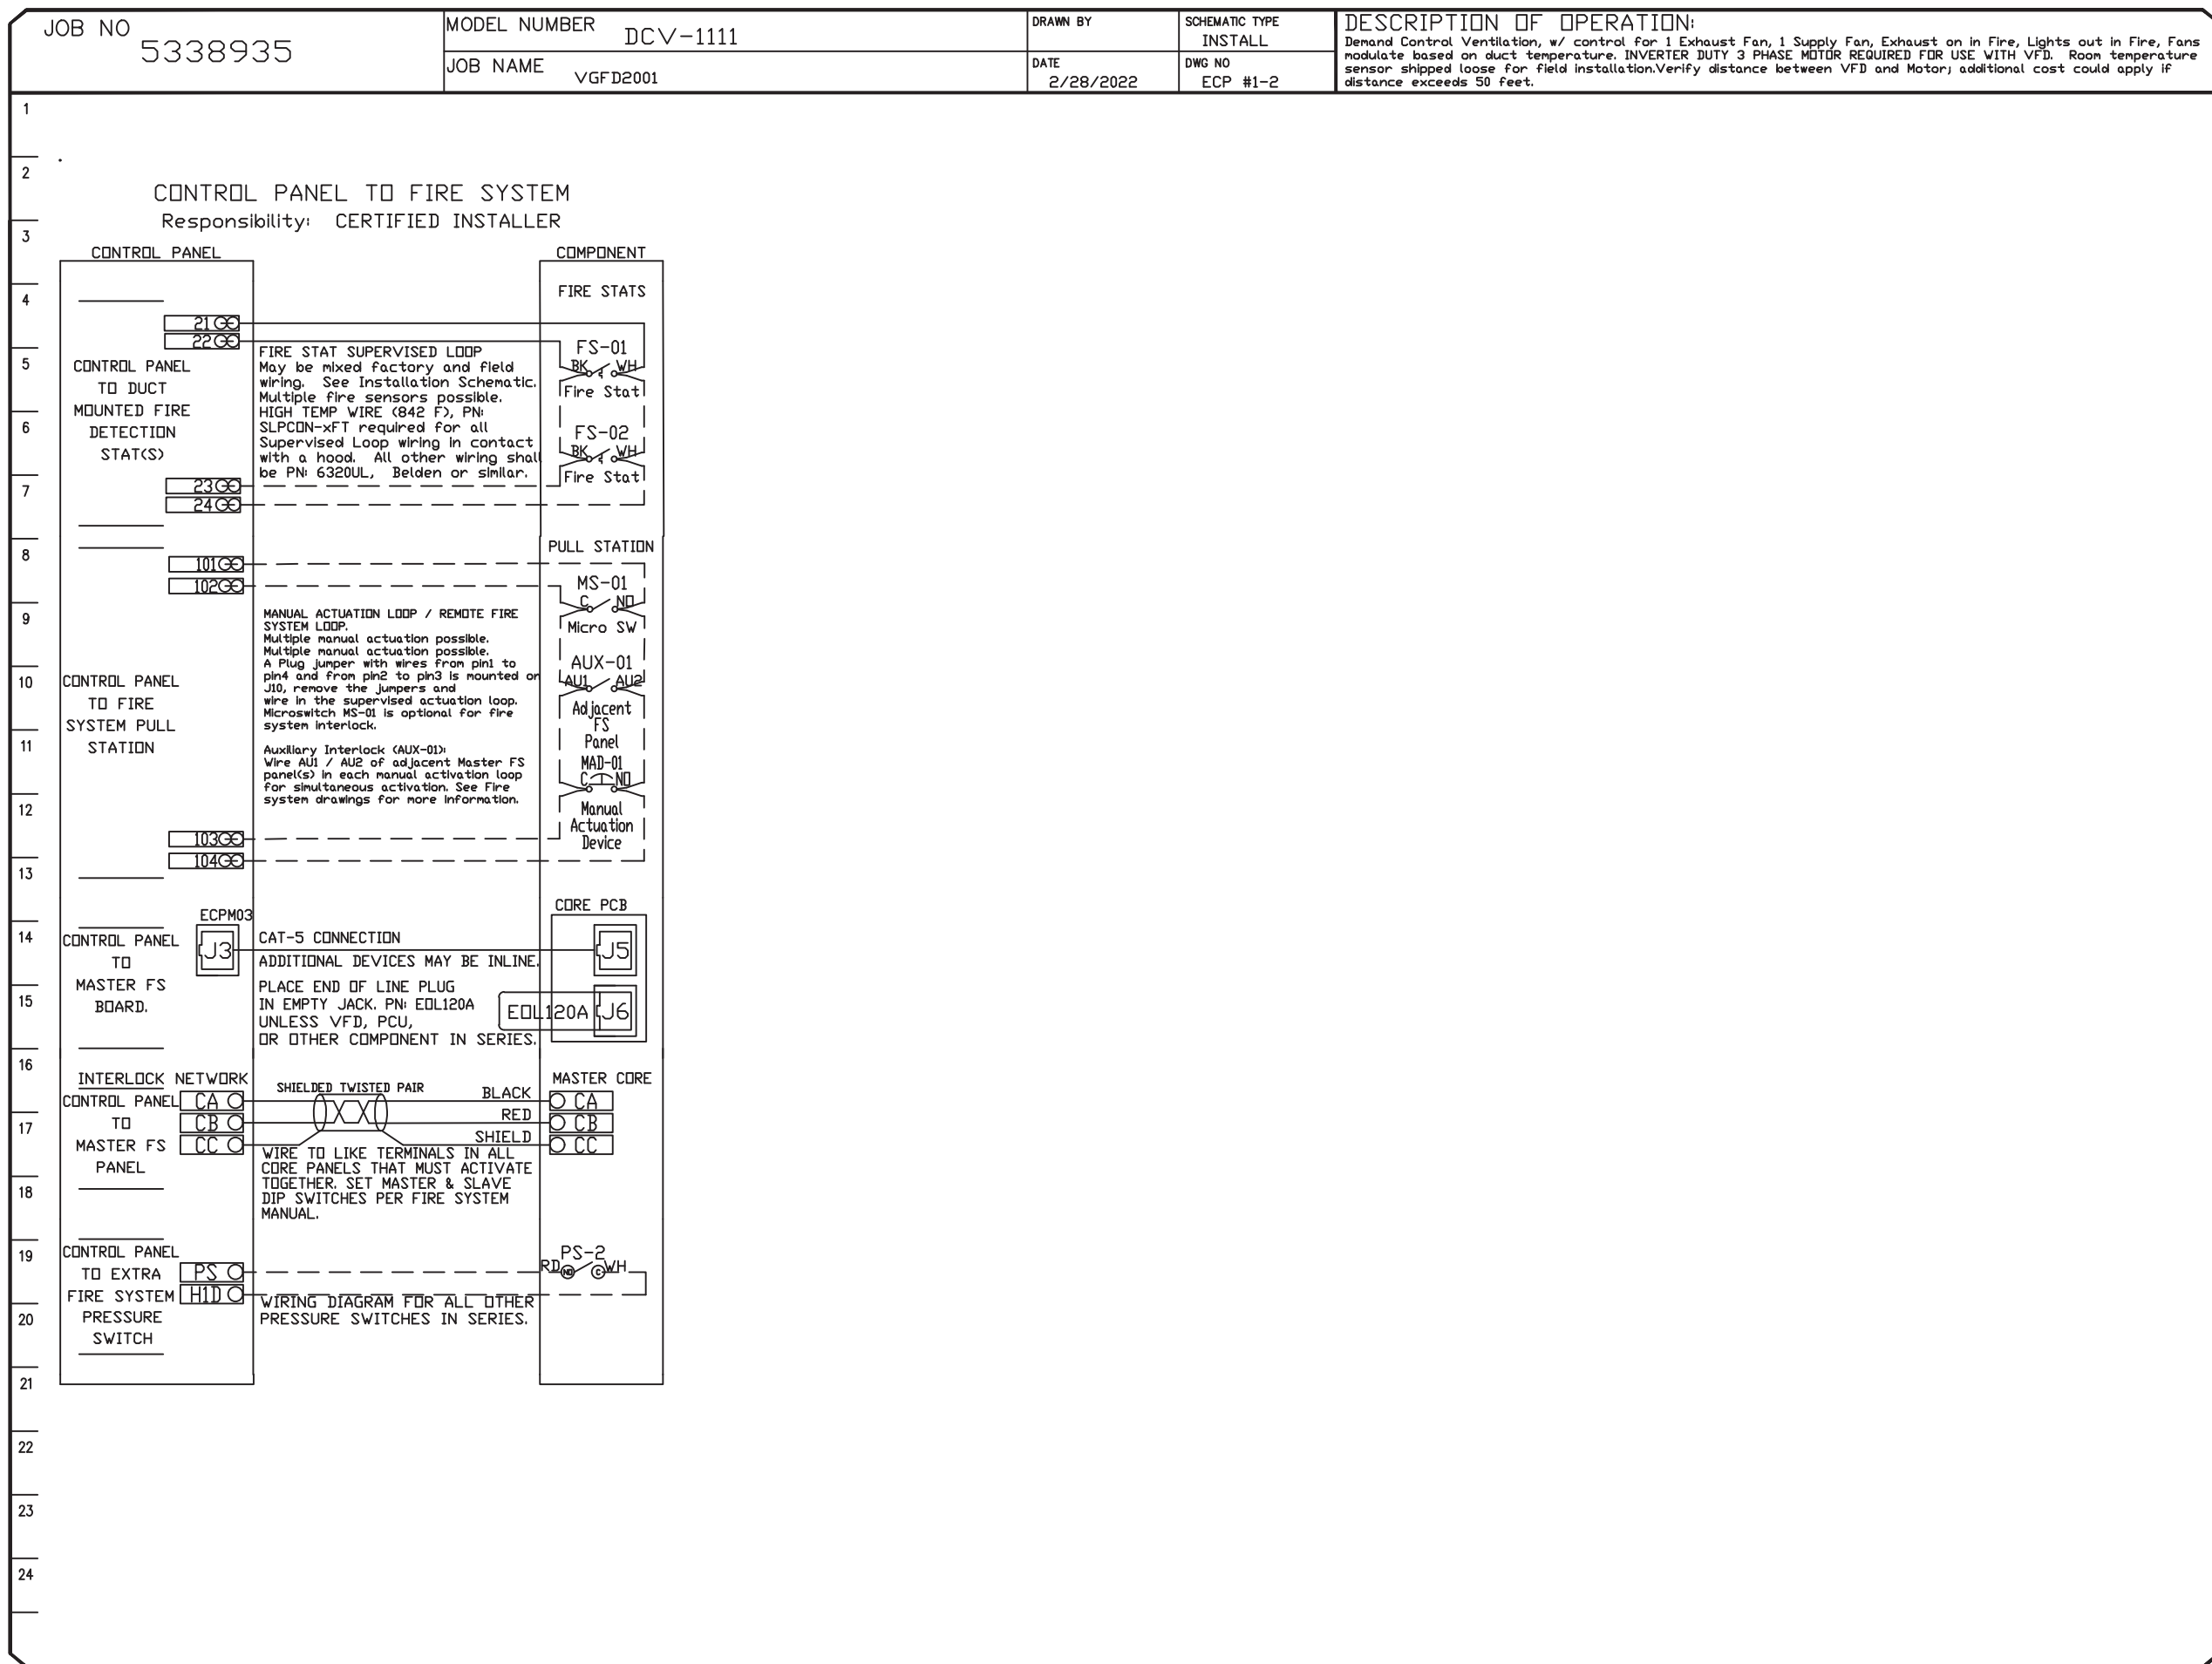 JOB NO
5338935
MODEL NUMBER DCV-1111
JOB NAME VGFD2001
DRAWN BY
DATE
2/28/2022
SCHEMATIC TYPE
INSTALL
DWG NO
ECP #1-2
DESCRIPTION OF OPERATION:
Demand Control Ventilation, w/ control for 1 Exhaust Fan, 1 Supply Fan, Exhaust on in Fire, Lights out in Fire, Fans
modulate based on duct temperature. INVERTER DUTY 3 PHASE MOTOR REQUIRED FOR USE WITH VFD. Room temperature
sensor shipped loose for field installation.Verify distance between VFD and Motor; additional cost could apply if
distance exceeds 50 feet.
1
2
3
4
5
6
7
8
9
10
11
12
13
14
15
16
17
18
19
20
21
22
23
24
CONTROL PANEL TO FIRE SYSTEM
Responsibility: CERTIFIED INSTALLER
CONTROL PANEL
COMPONENT
FIRE STATS
21
22
CONTROL PANEL
TO DUCT
MOUNTED FIRE
DETECTION
STAT(S)
FIRE STAT SUPERVISED LOOP
May be mixed factory and field
wiring. See Installation Schematic.
Multiple fire sensors possible.
HIGH TEMP WIRE (842 F), PN:
SLPCON-xFT required for all
Supervised Loop wiring in contact
with a hood. All other wiring shall
be PN: 6320UL, Belden or similar.
FS-01
BK WH
Fire Stat
FS-02
BK WH
Fire Stat
23
24
PULL STATION
101
102
MS-01
C NO
Micro SW
MANUAL ACTUATION LOOP / REMOTE FIRE
SYSTEM LOOP.
Multiple manual actuation possible.
Multiple manual actuation possible.
A Plug jumper with wires from pin1 to
pin4 and from pin2 to pin3 is mounted on
J10, remove the jumpers and
wire in the supervised actuation loop.
Microswitch MS-01 is optional for fire
system interlock.
Auxiliary Interlock (AUX-01):
Wire AU1 / AU2 of adjacent Master FS
panel(s) in each manual activation loop
for simultaneous activation. See Fire
system drawings for more information.
CONTROL PANEL
TO FIRE
SYSTEM PULL
STATION
AUX-01
AU1 AU2
Adjacent
FS
Panel
MAD-01
C NO
Manual
Actuation
Device
103
104
ECPM03
J3
CONTROL PANEL
TO
MASTER FS
BOARD.
CAT-5 CONNECTION
ADDITIONAL DEVICES MAY BE INLINE.
PLACE END OF LINE PLUG
IN EMPTY JACK. PN: EOL120A
UNLESS VFD, PCU,
OR OTHER COMPONENT IN SERIES.
CORE PCB
J5
EOL120A
J6
INTERLOCK NETWORK
CONTROL PANEL
TO
MASTER FS
PANEL
CA
CB
CC
SHIELDED TWISTED PAIR
BLACK
RED
SHIELD
MASTER CORE
CA
CB
CC
WIRE TO LIKE TERMINALS IN ALL
CORE PANELS THAT MUST ACTIVATE
TOGETHER. SET MASTER & SLAVE
DIP SWITCHES PER FIRE SYSTEM
MANUAL.
CONTROL PANEL
TO EXTRA
FIRE SYSTEM
PRESSURE
SWITCH
PS
H1D
PS-2
RD NO C WH
WIRING DIAGRAM FOR ALL OTHER
PRESSURE SWITCHES IN SERIES.